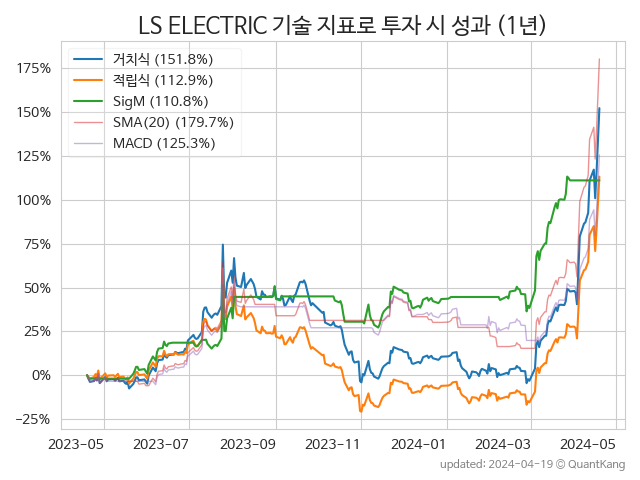 LS ELECTRIC 기술 지표로 투자 시 성과 (1년)
거치식 (151.8%)
적립식 (112.9%)
SigM (110.8%)
SMA(20) (179.7%)
MACD (125.3%)
175%
150%
125%
100%
75%
50%
25%
0%
−25%
2023-05 2023-07 2023-09 2023-11 2024-01 2024-03 2024-05
updated: 2024-04-19 © QuantKang